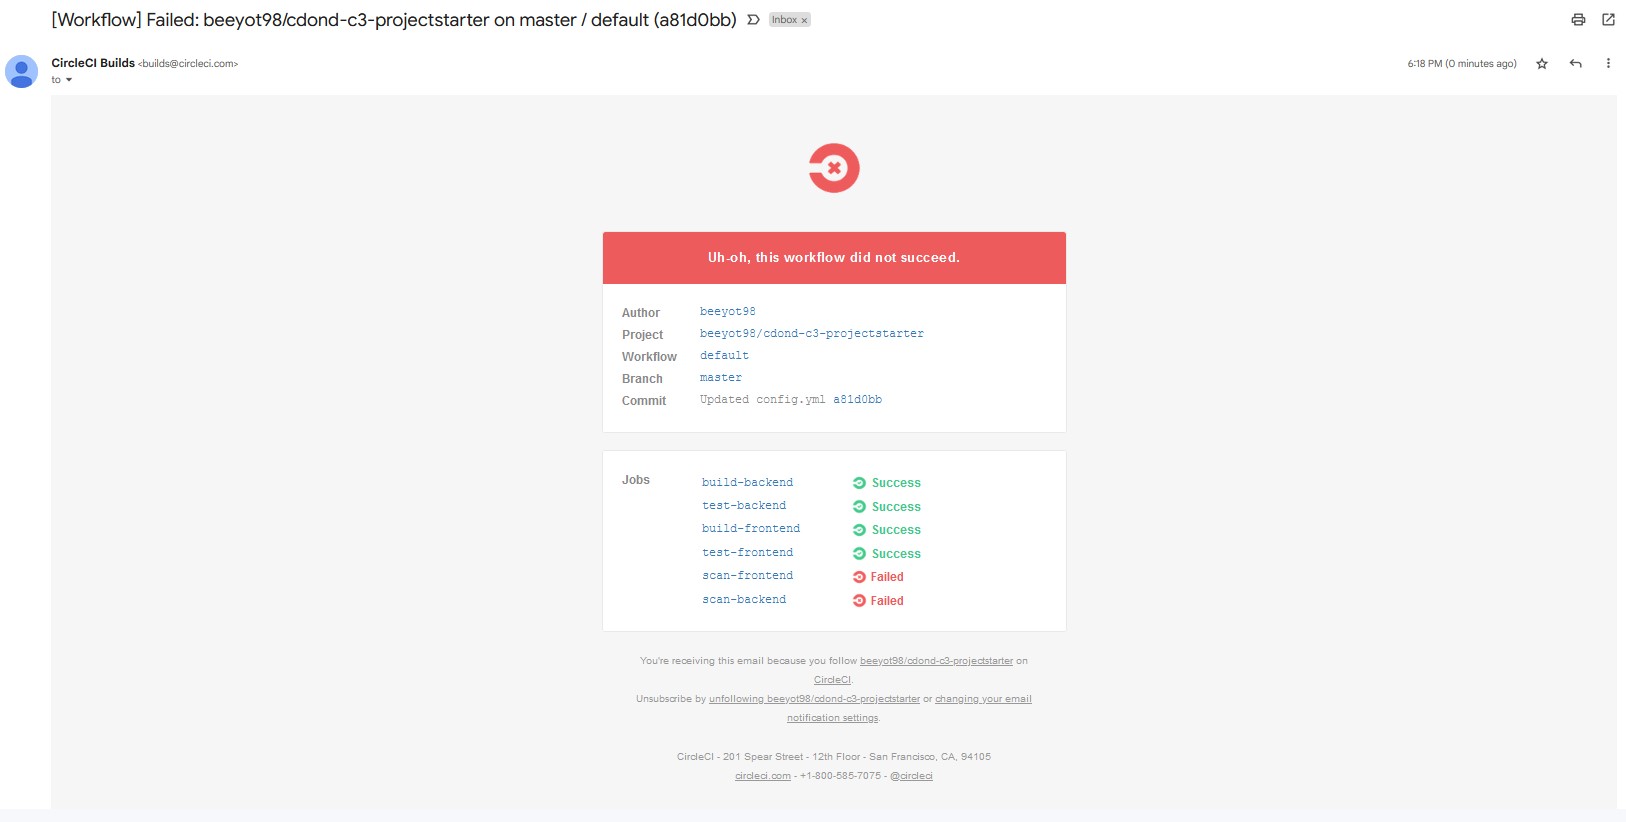 [Workflow] Failed: beeyot98/cdond-c3-projectstarter on master / default (a81d0bb) Inbox x
CircleCI Builds <builds@circleci.com> 6:18 PM (0 minutes ago)
to
Uh-oh, this workflow did not succeed.
Author beeyot98
Project beeyot98/cdond-c3-projectstarter
Workflow default
Branch master
Commit Updated config.yml a81d0bb
Jobs build-backend Success
test-backend Success
build-frontend Success
test-frontend Success
scan-frontend Failed
scan-backend Failed
You're receiving this email because you follow beeyot98/cdond-c3-projectstarter on
CircleCI.
Unsubscribe by unfollowing beeyot98/cdond-c3-projectstarter or changing your email
notification settings.
CircleCI - 201 Spear Street - 12th Floor - San Francisco, CA, 94105
circleci.com - +1-800-585-7075 - @circleci